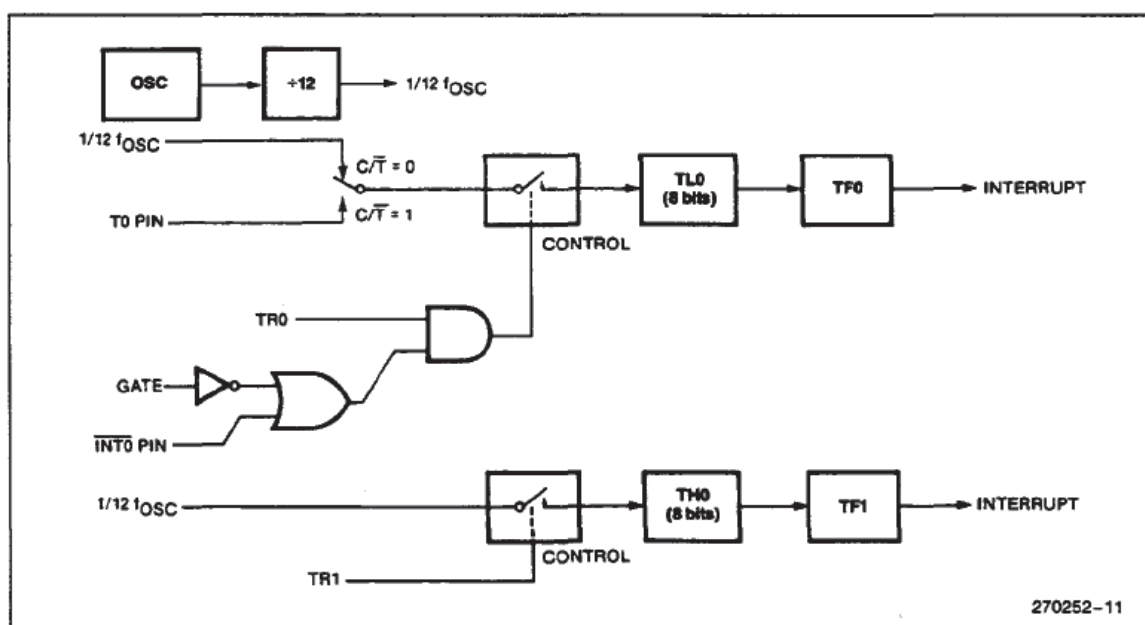 OSC
÷12
1/12 fOSC
1/12 fOSC
C/T̅ = 0
T0 PIN
C/T̅ = 1
CONTROL
TL0
(8 bits)
TF0
INTERRUPT
TR0
GATE
I̅N̅T̅0̅ PIN
1/12 fOSC
CONTROL
TH0
(8 bits)
TF1
INTERRUPT
TR1
270252-11